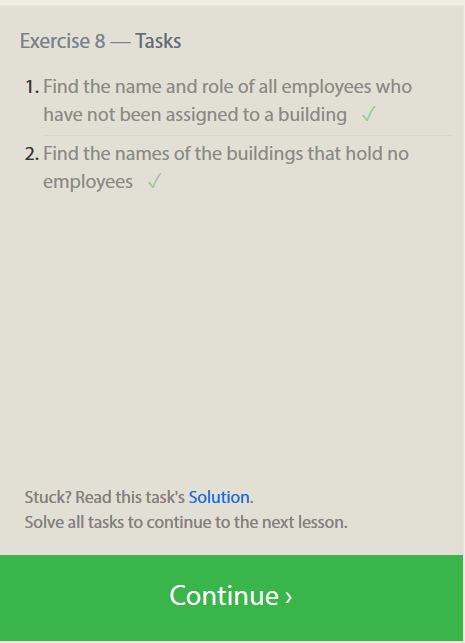 Exercise 8 — Tasks
1. Find the name and role of all employees who
have not been assigned to a building ✓
2. Find the names of the buildings that hold no
employees ✓
Stuck? Read this task's Solution.
Solve all tasks to continue to the next lesson.
Continue ›